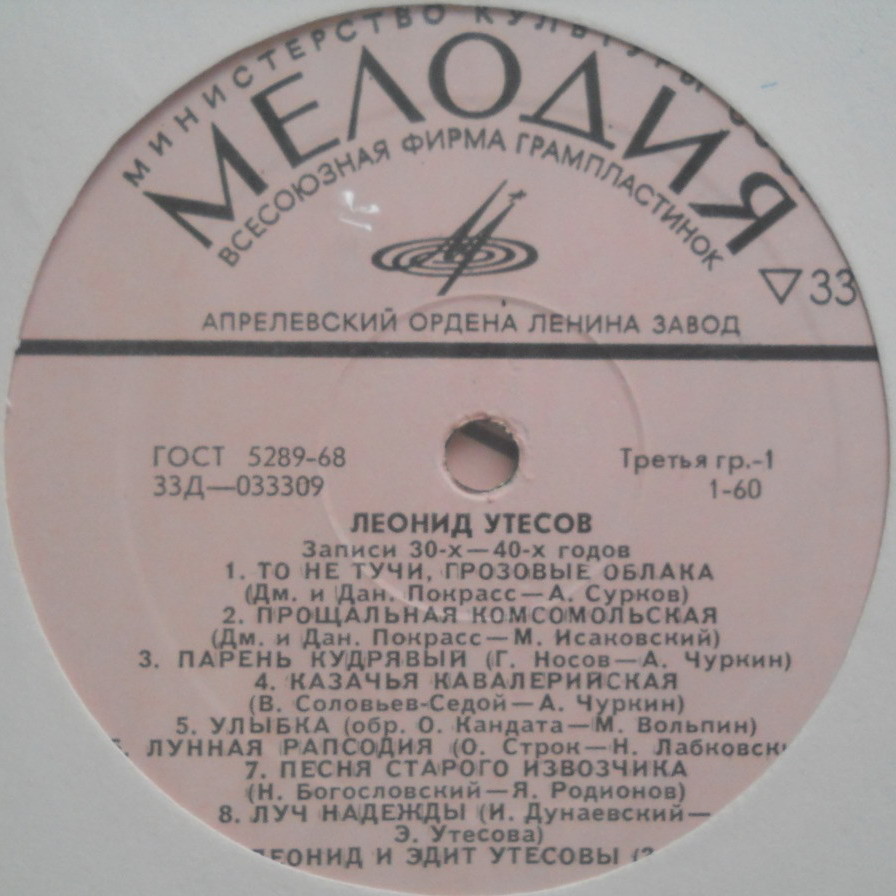 МИНИСТЕРСТВО КУЛЬТУРЫ
МЕЛОДИЯ
ВСЕСОЮЗНАЯ ФИРМА ГРАМПЛАСТИНОК
▽33
АПРЕЛЕВСКИЙ ОРДЕНА ЛЕНИНА ЗАВОД
ГОСТ 5289-68 Третья гр.-1
33Д—033309 1-60
ЛЕОНИД УТЕСОВ
Записи 30-х—40-х годов
1. ТО НЕ ТУЧИ, ГРОЗОВЫЕ ОБЛАКА
(Дм. и Дан. Покрасс—А. Сурков)
2. ПРОЩАЛЬНАЯ КОМСОМОЛЬСКАЯ
(Дм. и Дан. Покрасс—М. Исаковский)
3. ПАРЕНЬ КУДРЯВЫЙ (Г. Носов—А. Чуркин)
4. КАЗАЧЬЯ КАВАЛЕРИЙСКАЯ
(В. Соловьев-Седой—А. Чуркин)
5. УЛЫБКА (обр. О. Кандата—М. Вольпин)
ЛУННАЯ РАПСОДИЯ (О. Строк—Н. Лабковск
7. ПЕСНЯ СТАРОГО ИЗВОЗЧИКА
(Н. Богословский—Я. Родионов)
8. ЛУЧ НАДЕЖДЫ (И. Дунаевский—
Э. Утесова)
ЛЕОНИД И ЭДИТ УТЕСОВЫ